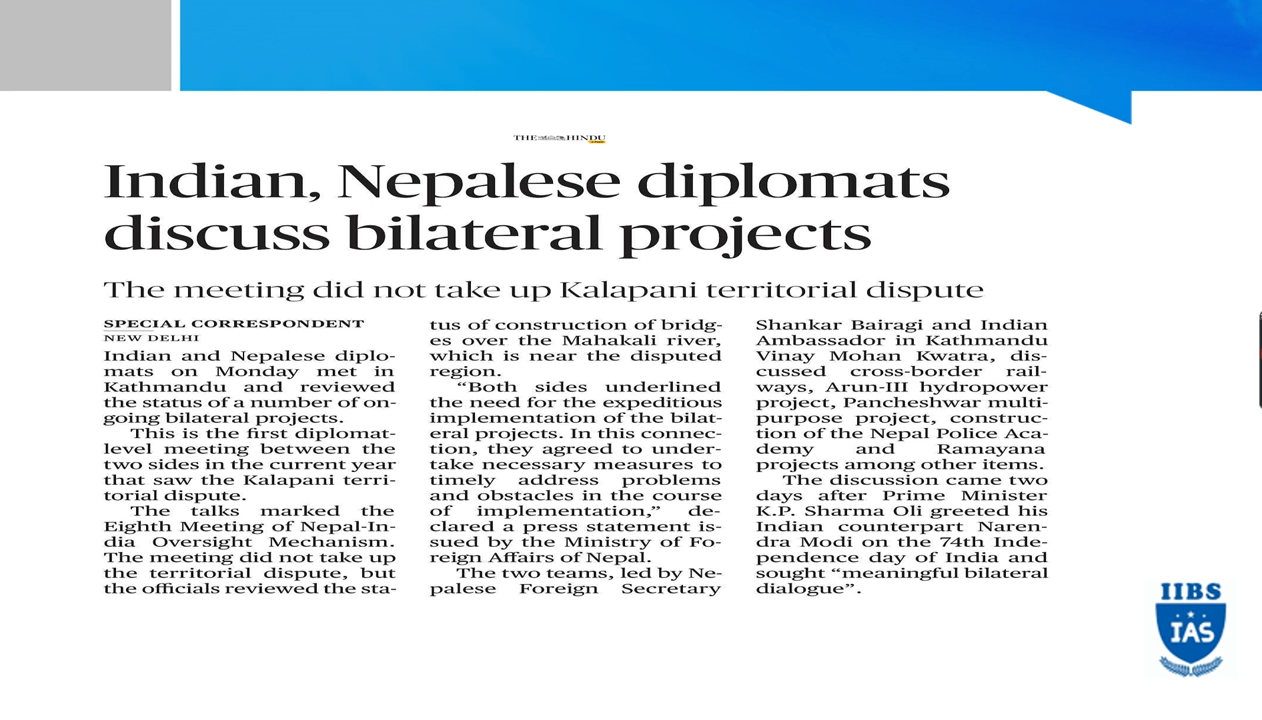 THE HINDU
Indian, Nepalese diplomats
discuss bilateral projects
The meeting did not take up Kalapani territorial dispute
SPECIAL CORRESPONDENT
NEW DELHI
Indian and Nepalese diplo-
mats on Monday met in
Kathmandu and reviewed
the status of a number of on-
going bilateral projects.
This is the first diplomat-
level meeting between the
two sides in the current year
that saw the Kalapani terri-
torial dispute.
The talks marked the
Eighth Meeting of Nepal-In-
dia Oversight Mechanism.
The meeting did not take up
the territorial dispute, but
the officials reviewed the sta-
tus of construction of bridg-
es over the Mahakali river,
which is near the disputed
region.
“Both sides underlined
the need for the expeditious
implementation of the bilat-
eral projects. In this connec-
tion, they agreed to under-
take necessary measures to
timely address problems
and obstacles in the course
of implementation,” de-
clared a press statement is-
sued by the Ministry of Fo-
reign Affairs of Nepal.
The two teams, led by Ne-
palese Foreign Secretary
Shankar Bairagi and Indian
Ambassador in Kathmandu
Vinay Mohan Kwatra, dis-
cussed cross-border rail-
ways, Arun-III hydropower
project, Pancheshwar multi-
purpose project, construc-
tion of the Nepal Police Aca-
demy and Ramayana
projects among other items.
The discussion came two
days after Prime Minister
K.P. Sharma Oli greeted his
Indian counterpart Naren-
dra Modi on the 74th Inde-
pendence day of India and
sought “meaningful bilateral
dialogue”.
IIBS
IAS